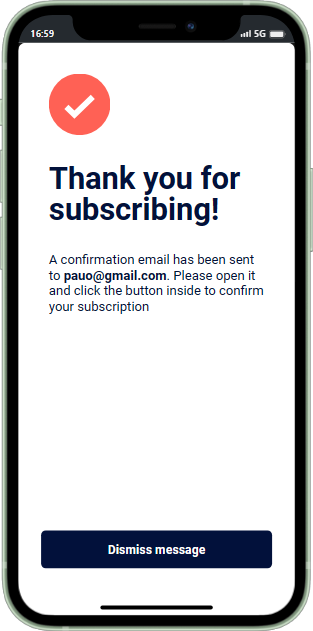 16:59 5G
Thank you for
subscribing!
A confirmation email has been sent
to pauo@gmail.com. Please open it
and click the button inside to confirm
your subscription
Dismiss message